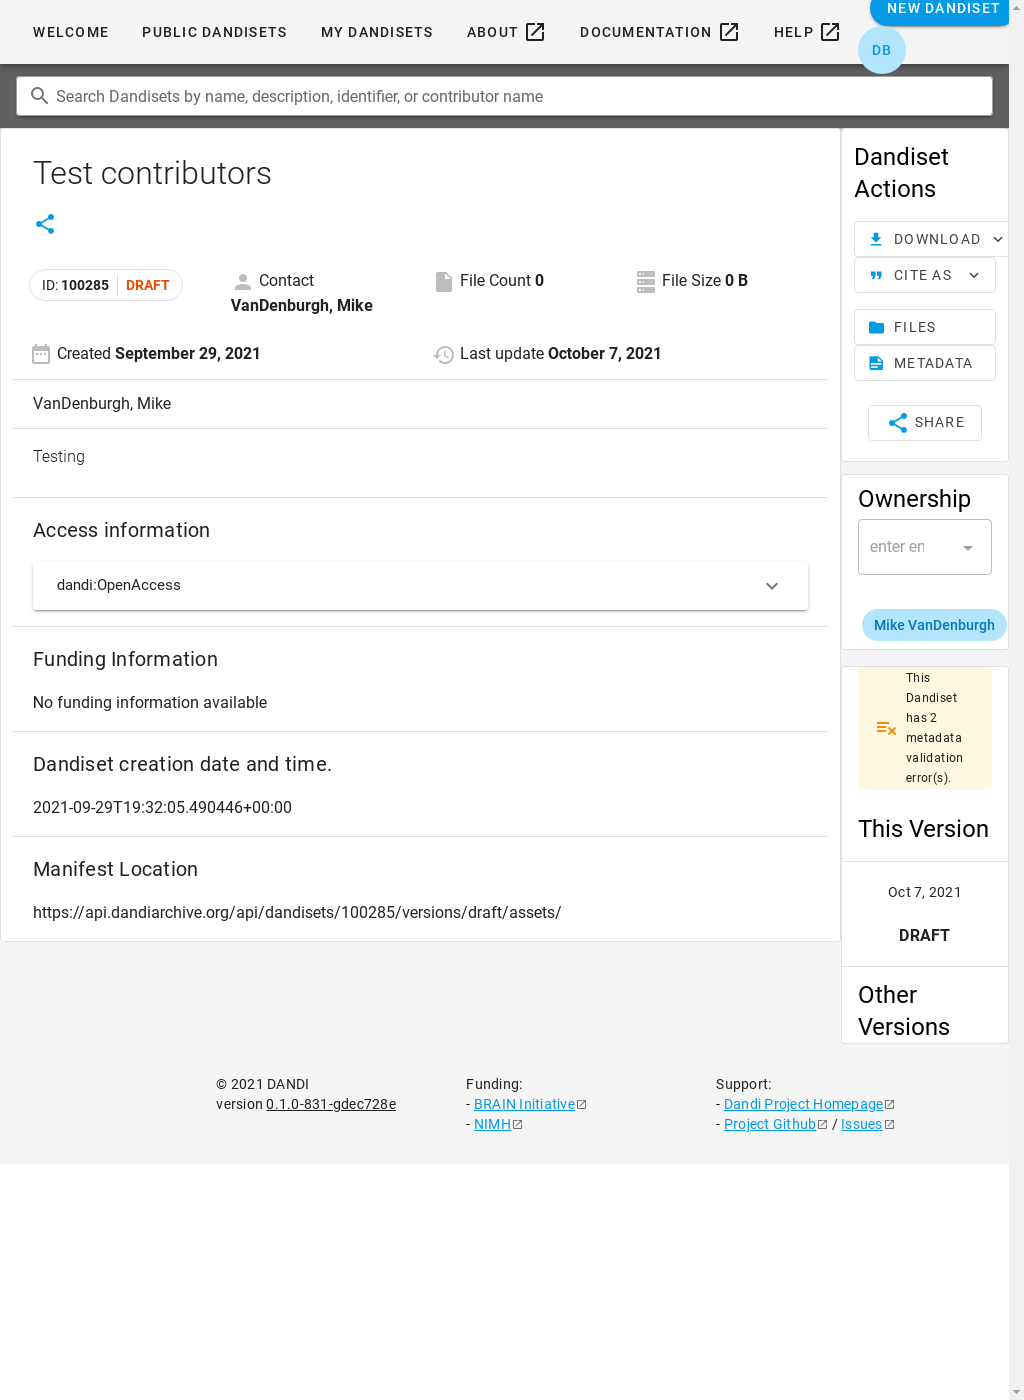 WELCOME
PUBLIC DANDISETS
MY DANDISETS
ABOUT
DOCUMENTATION
HELP
NEW DANDISET
DB
Search Dandisets by name, description, identifier, or contributor name
Test contributors
ID: 100285 DRAFT
Contact
VanDenburgh, Mike
File Count 0
File Size 0 B
Created September 29, 2021
Last update October 7, 2021
VanDenburgh, Mike
Testing
Access information
dandi:OpenAccess
Funding Information
No funding information available
Dandiset creation date and time.
2021-09-29T19:32:05.490446+00:00
Manifest Location
https://api.dandiarchive.org/api/dandisets/100285/versions/draft/assets/
Dandiset
Actions
DOWNLOAD
CITE AS
FILES
METADATA
SHARE
Ownership
enter en
Mike VanDenburgh
This
Dandiset
has 2
metadata
validation
error(s).
This Version
Oct 7, 2021
DRAFT
Other
Versions
© 2021 DANDI
version 0.1.0-831-gdec728e
Funding:
- BRAIN Initiative
- NIMH
Support:
- Dandi Project Homepage
- Project Github / Issues